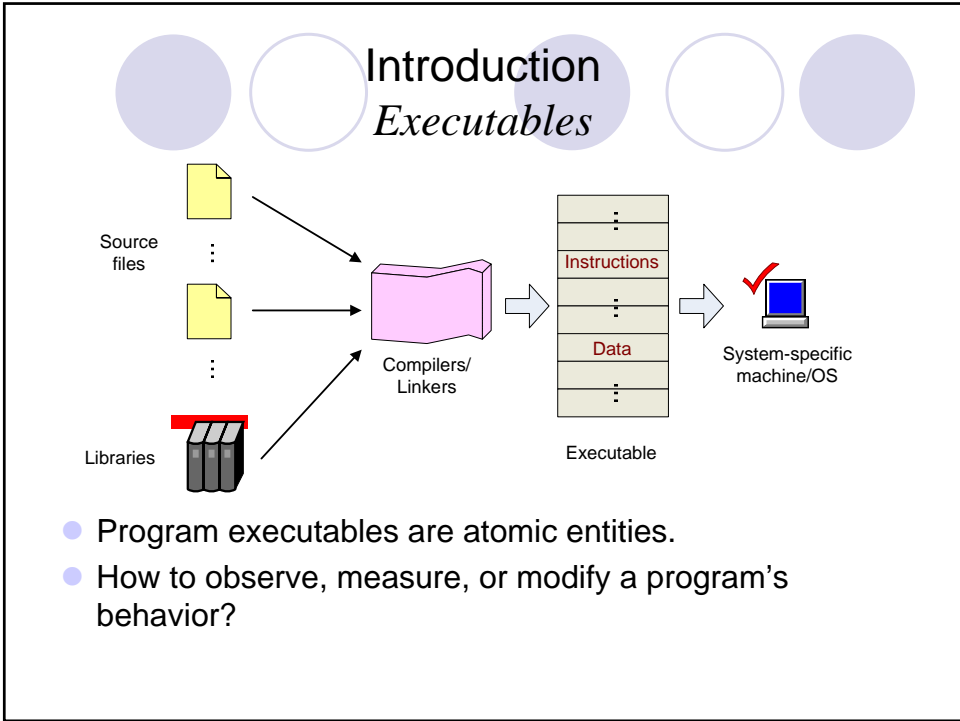 Introduction
Executables
Source
files
⋮
⋮
Libraries
Compilers/
Linkers
⋮
Instructions
⋮
Data
⋮
Executable
System-specific
machine/OS
Program executables are atomic entities.
How to observe, measure, or modify a program's
behavior?